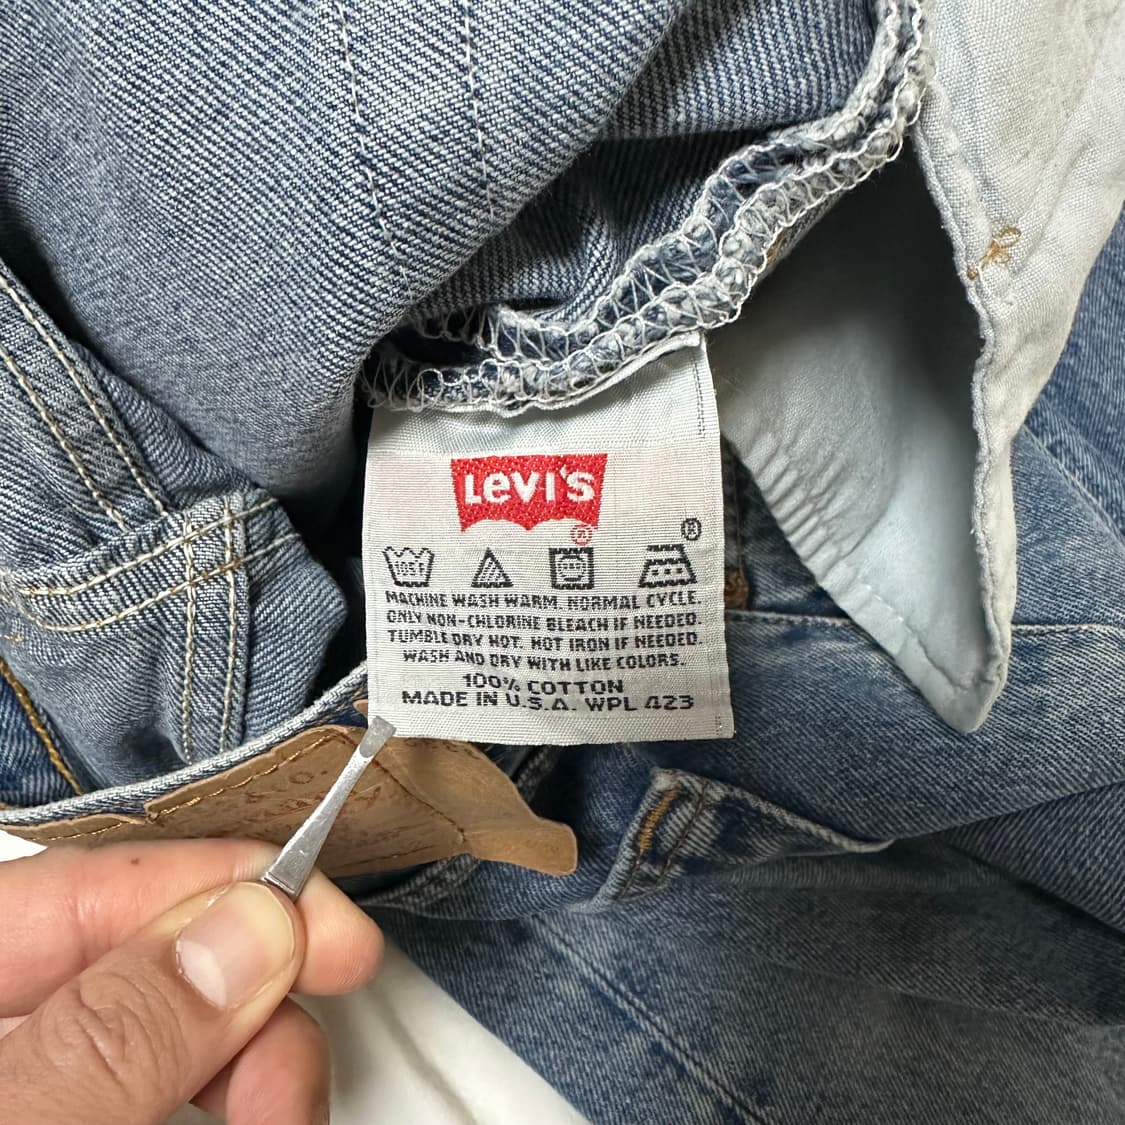 Levi's
®
®
105°F
MACHINE WASH WARM, NORMAL CYCLE.
ONLY NON-CHLORINE BLEACH IF NEEDED.
TUMBLE DRY HOT. HOT IRON IF NEEDED.
WASH AND DRY WITH LIKE COLORS.
100% COTTON
MADE IN U.S.A. WPL 423